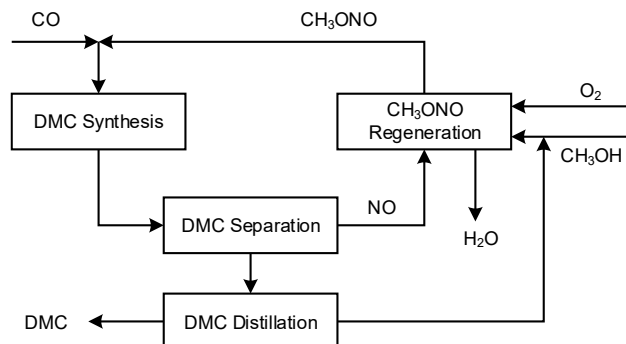 CO
CH₃ONO
DMC Synthesis
CH₃ONO
Regeneration
O₂
CH₃OH
DMC Separation
NO
H₂O
DMC
DMC Distillation